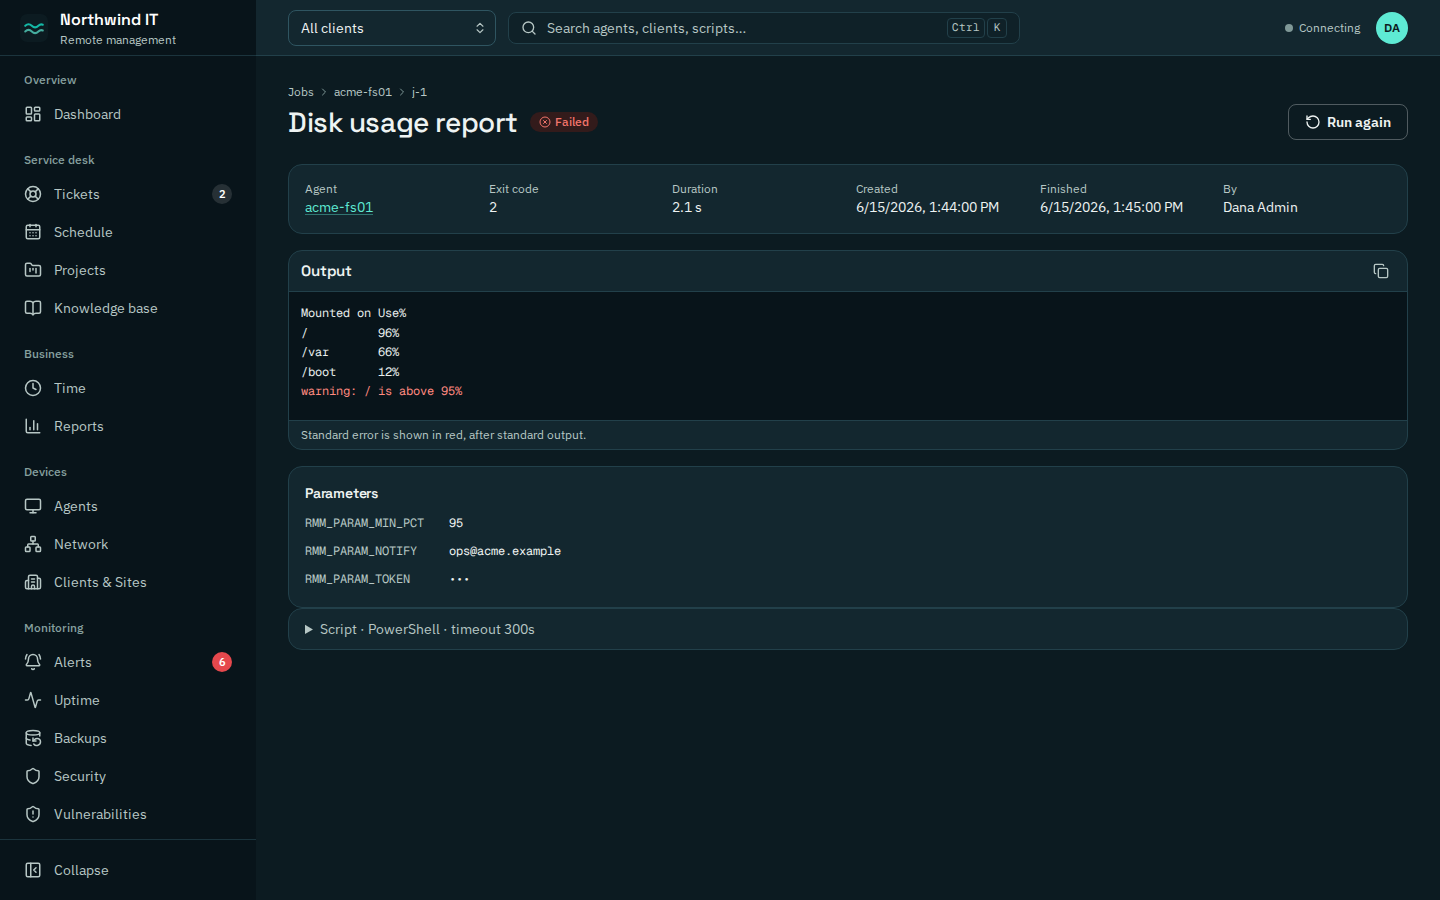 Northwind IT
Remote management
All clients
Search agents, clients, scripts...
Ctrl K
Connecting
DA
Overview
Dashboard
Service desk
Tickets 2
Schedule
Projects
Knowledge base
Business
Time
Reports
Devices
Agents
Network
Clients & Sites
Monitoring
Alerts 6
Uptime
Backups
Security
Vulnerabilities
Collapse
Jobs > acme-fs01 > j-1
Disk usage report
Failed
Run again
Agent
acme-fs01
Exit code
2
Duration
2.1 s
Created
6/15/2026, 1:44:00 PM
Finished
6/15/2026, 1:45:00 PM
By
Dana Admin
Output
Mounted on Use%
/ 96%
/var 66%
/boot 12%
warning: / is above 95%
Standard error is shown in red, after standard output.
Parameters
RMM_PARAM_MIN_PCT 95
RMM_PARAM_NOTIFY ops@acme.example
RMM_PARAM_TOKEN •••
Script · PowerShell · timeout 300s